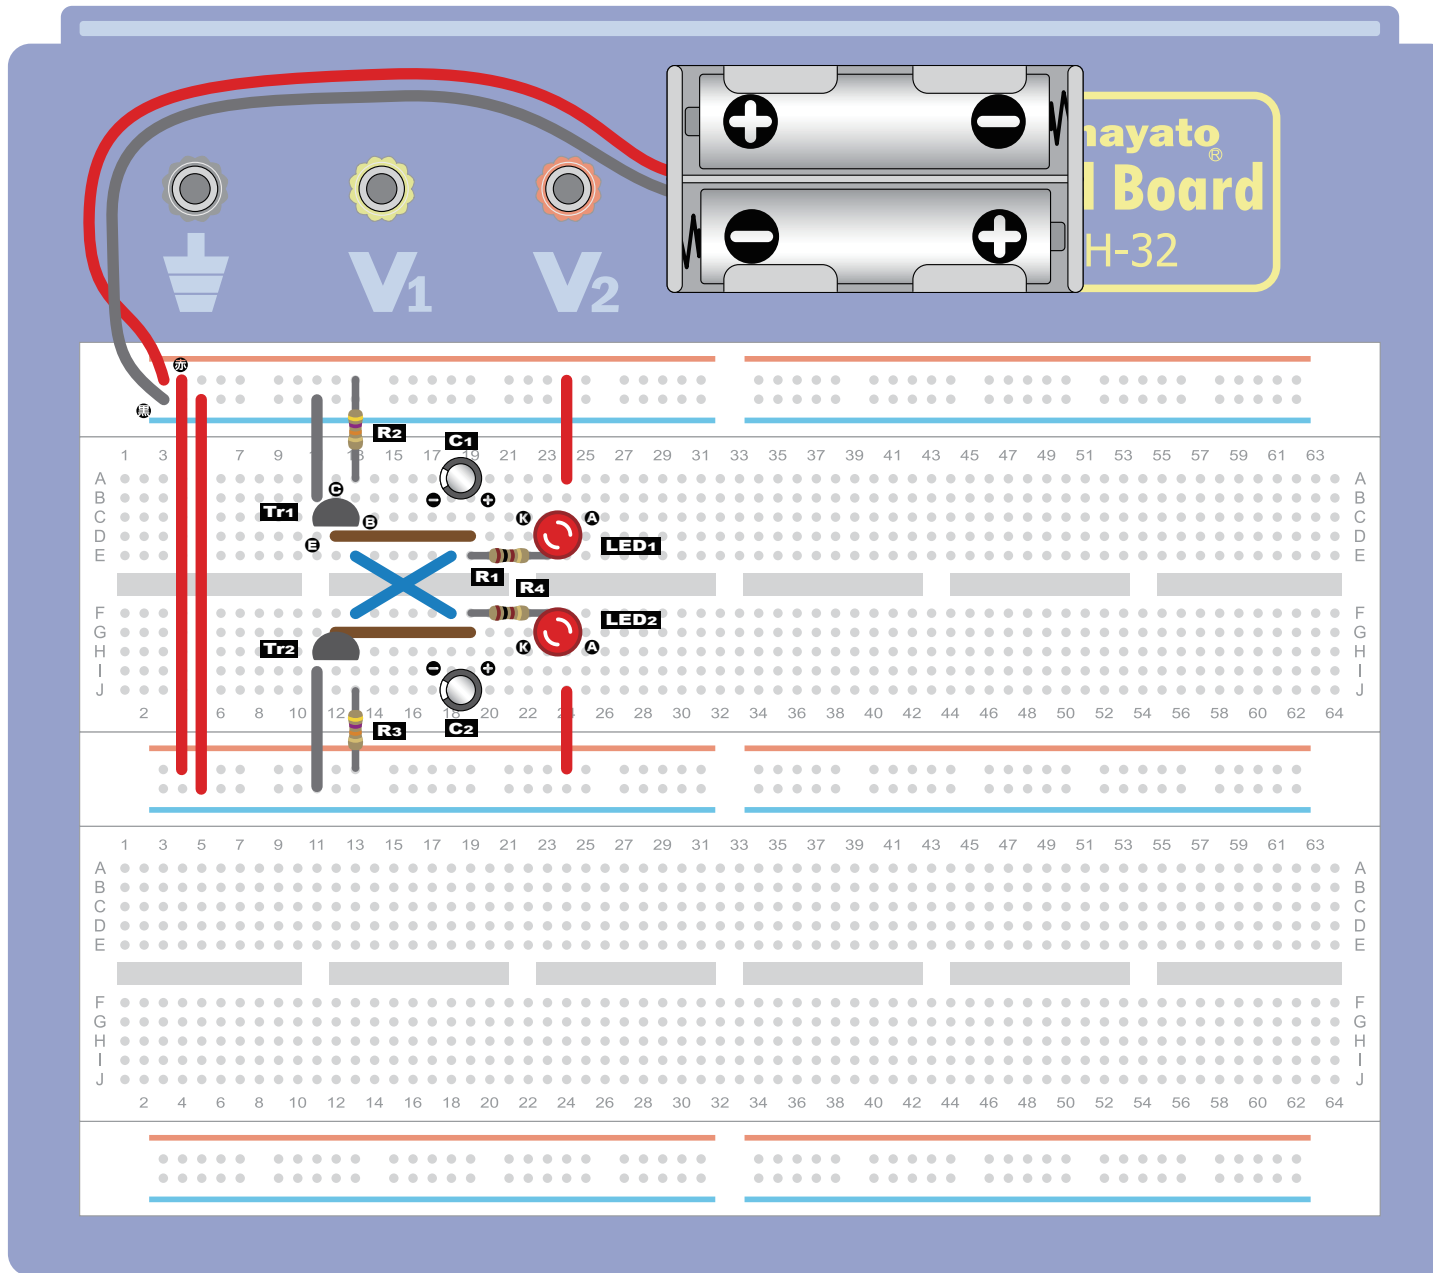 + −
− +
nayato®
l Board
H-32
V1 V2
赤
黒
R2
C1
1 3 7 9 11 13 15 17 19 21 23 25 27 29 31 33 35 37 39 41 43 45 47 49 51 53 55 57 59 61 63
A A
B B
C C
D D
E E
− +
C
Tr1
B
E
K A
LED1
R1
R4
LED2
F F
G G
H H
I I
J J
Tr2
K A
− +
2 6 8 10 12 14 16 18 20 22 24 26 28 30 32 34 36 38 40 42 44 46 48 50 52 54 56 58 60 62 64
R3
C2
1 3 5 7 9 11 13 15 17 19 21 23 25 27 29 31 33 35 37 39 41 43 45 47 49 51 53 55 57 59 61 63
A A
B B
C C
D D
E E
F F
G G
H H
I I
J J
2 4 6 8 10 12 14 16 18 20 22 24 26 28 30 32 34 36 38 40 42 44 46 48 50 52 54 56 58 60 62 64